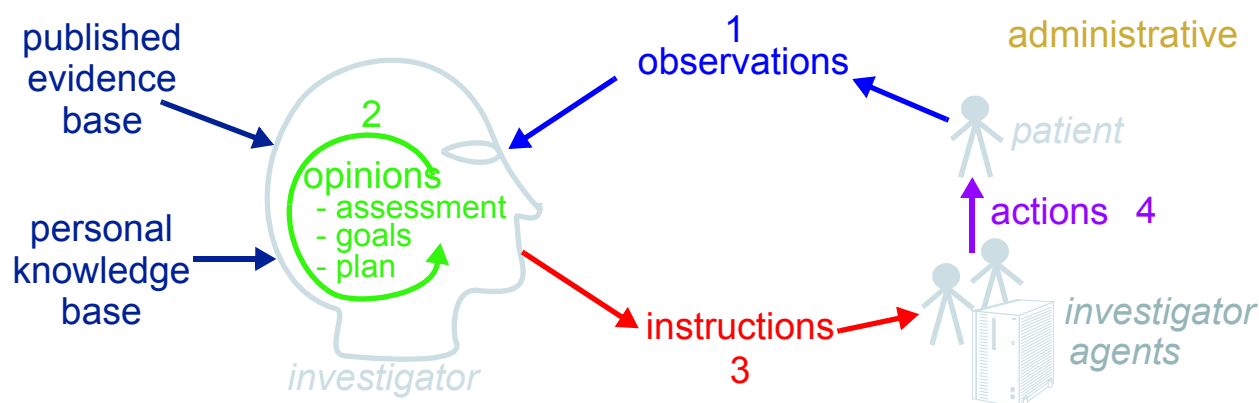 published
evidence
base
personal
knowledge
base
2
opinions
- assessment
- goals
- plan
investigator
1
observations
instructions
3
administrative
patient
actions 4
investigator
agents